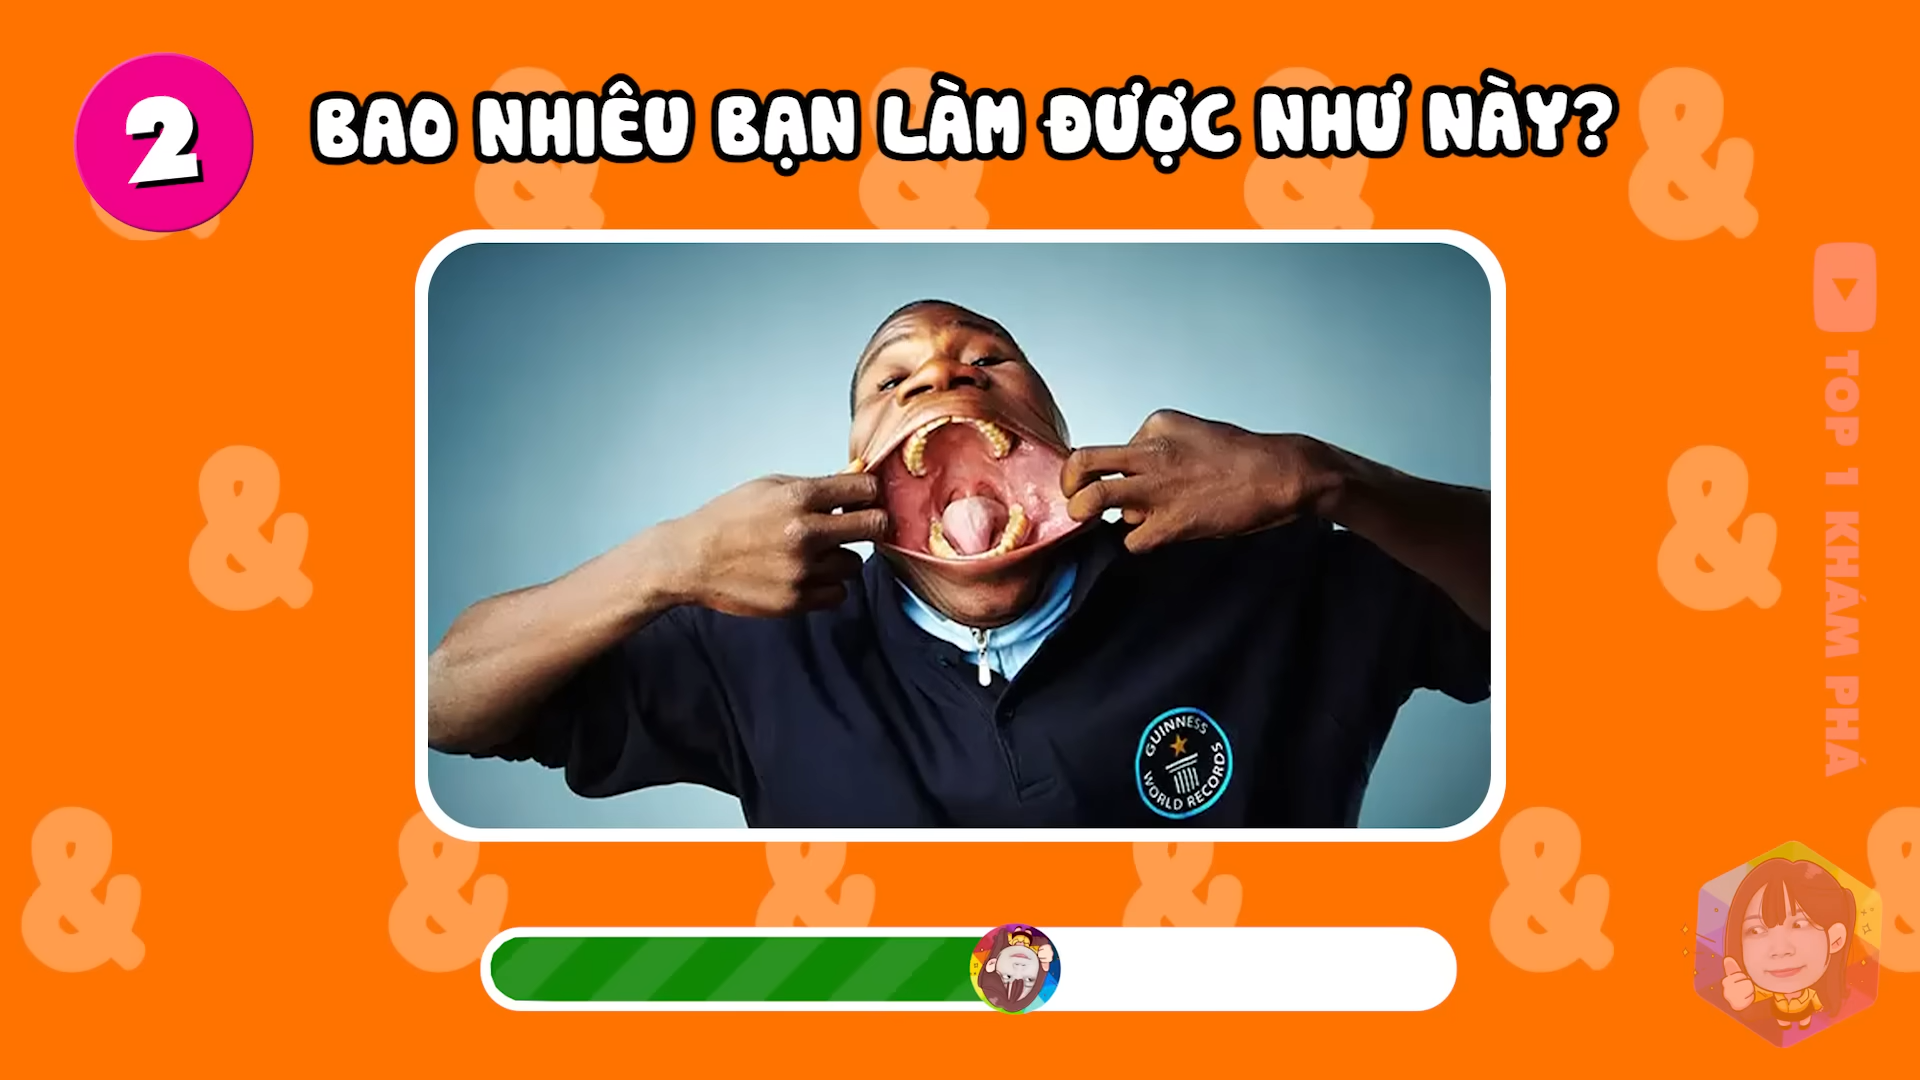 2
BAO NHIÊU BẠN LÀM ĐƯỢC NHƯ NÀY?
GUINNESS
WORLD RECORDS
TOP 1 KHÁM PHÁ